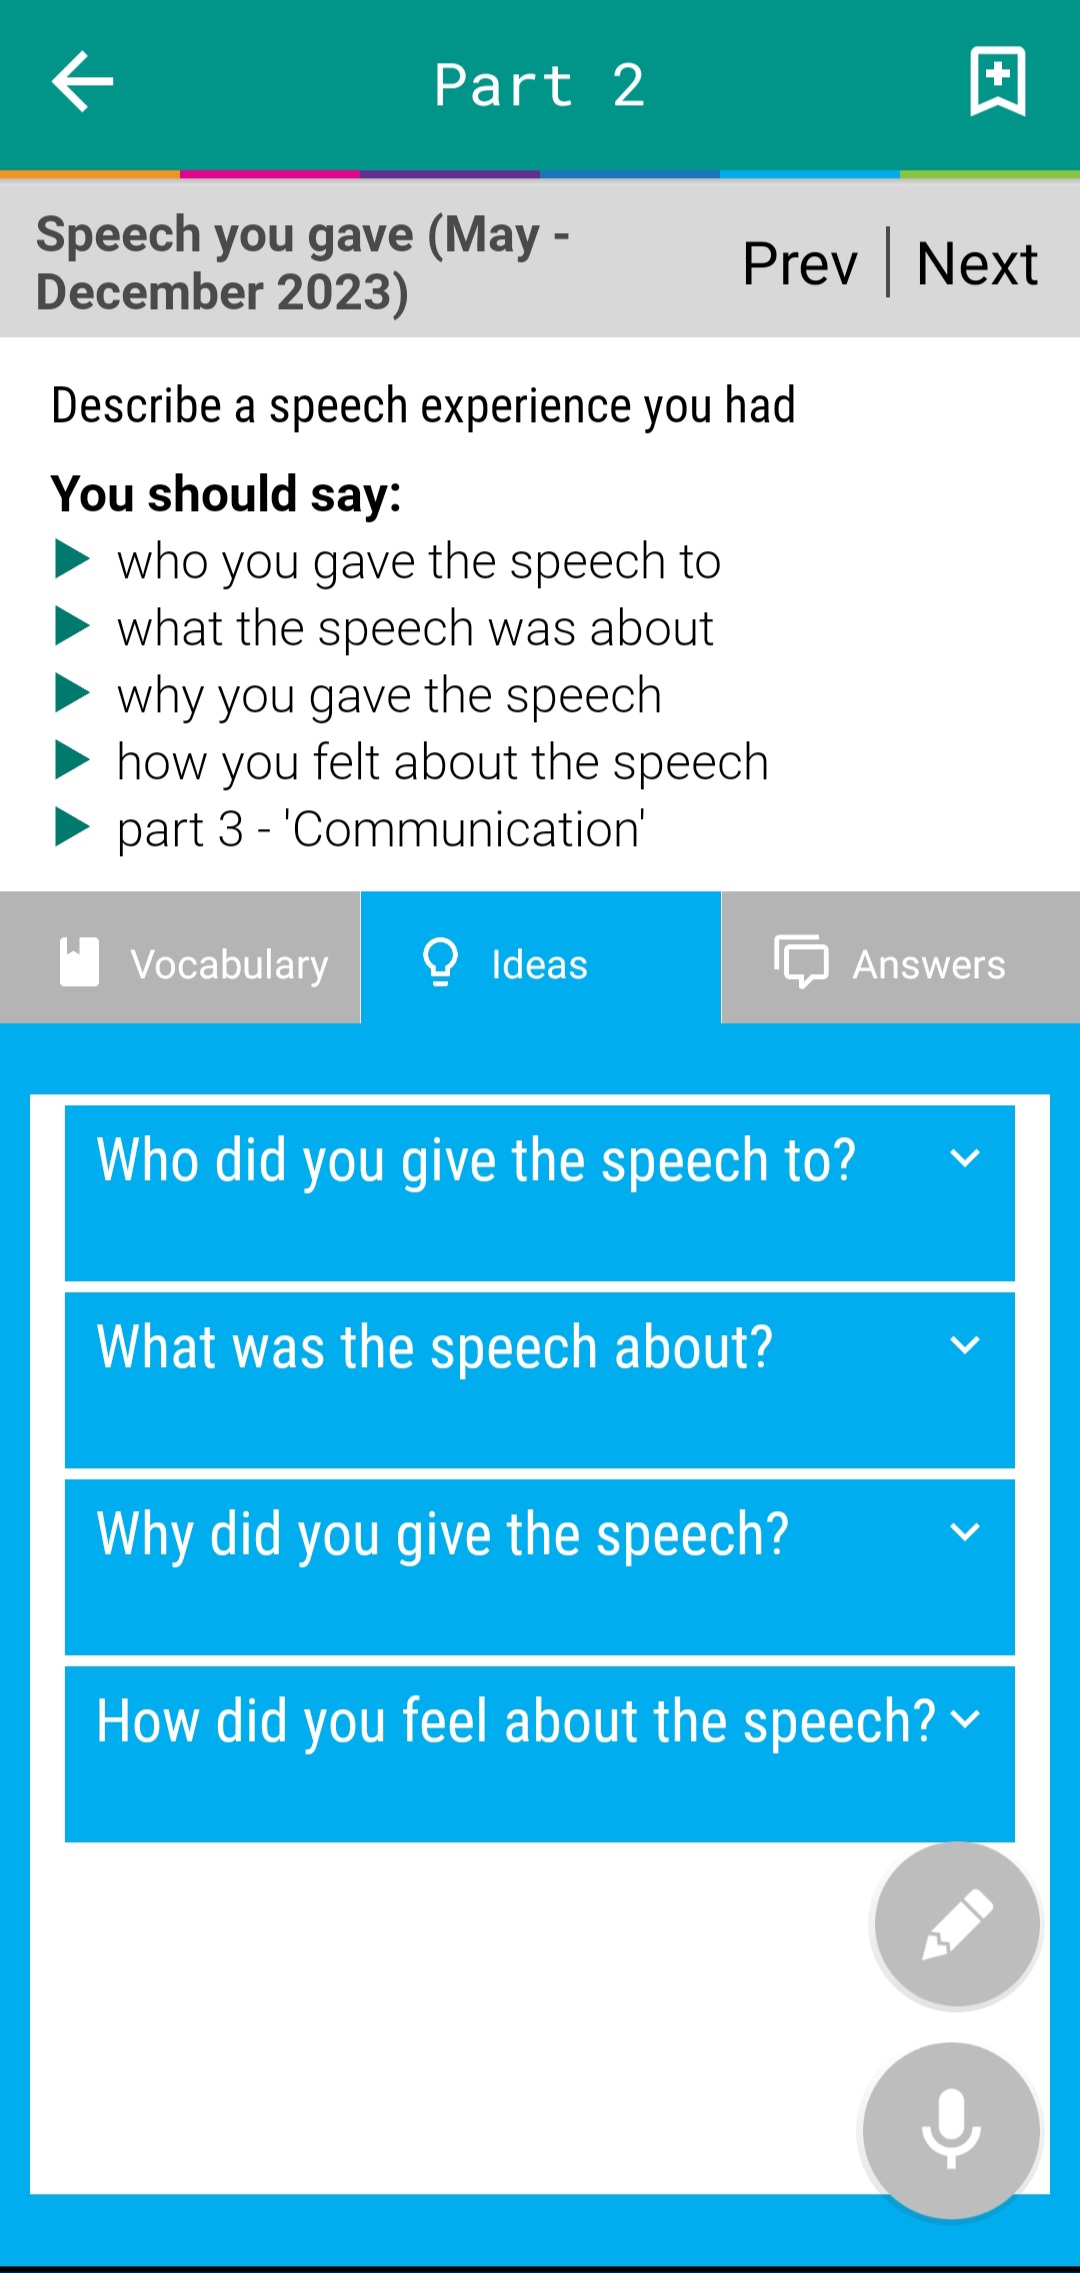 Part 2
Speech you gave (May -
December 2023)
Prev | Next
Describe a speech experience you had
You should say:
who you gave the speech to
what the speech was about
why you gave the speech
how you felt about the speech
part 3 - 'Communication'
Vocabulary
Ideas
Answers
Who did you give the speech to?
What was the speech about?
Why did you give the speech?
How did you feel about the speech?